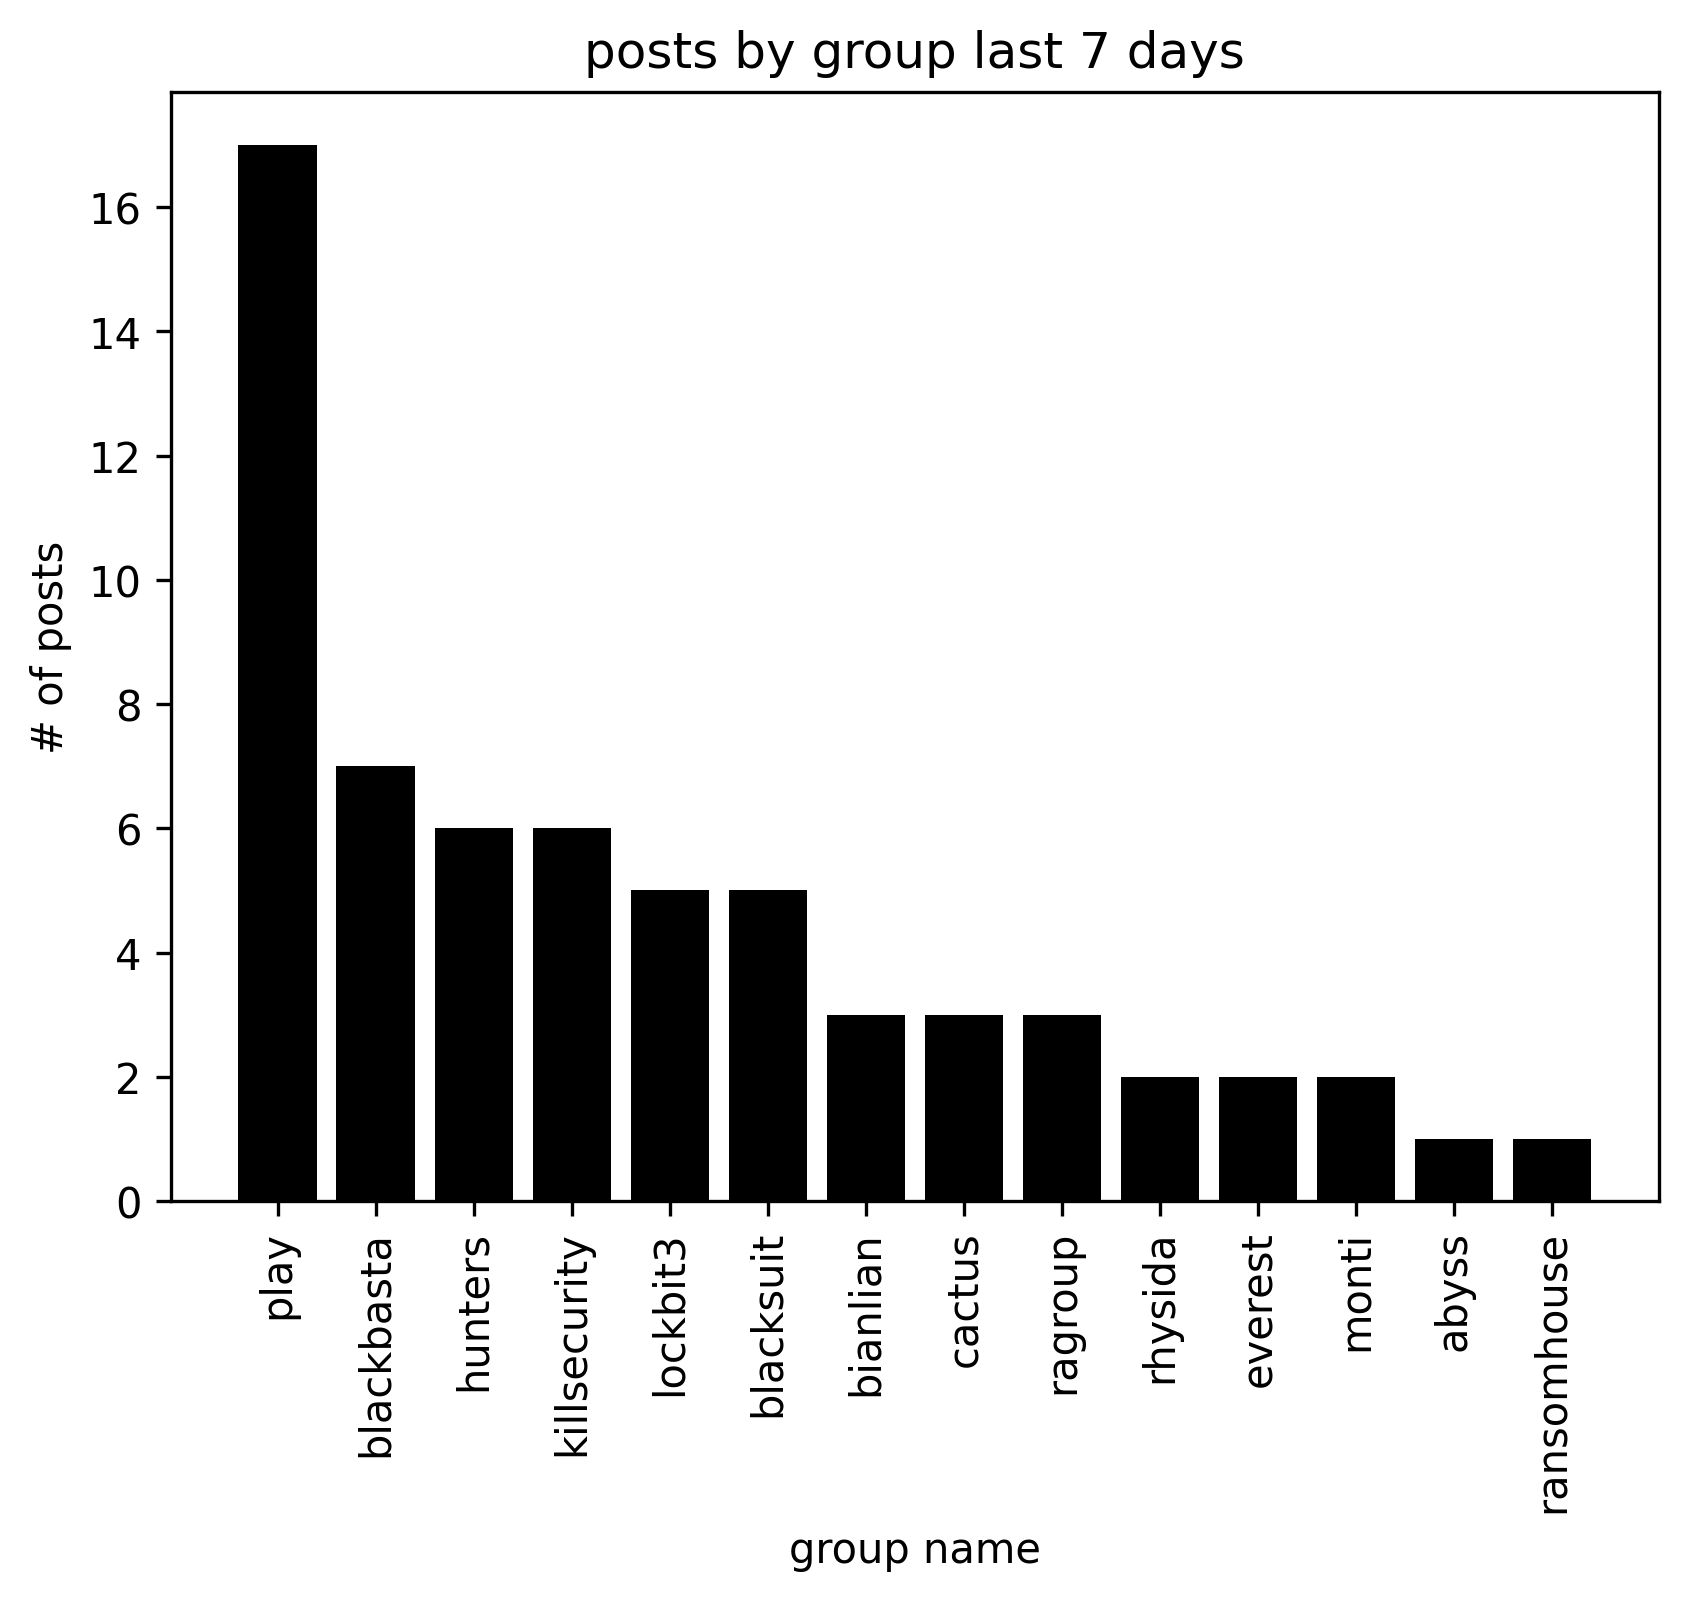 posts by group last 7 days
16
14
12
10
8
6
4
2
0
# of posts
play
blackbasta
hunters
killsecurity
lockbit3
blacksuit
bianlian
cactus
ragroup
rhysida
everest
monti
abyss
ransomhouse
group name